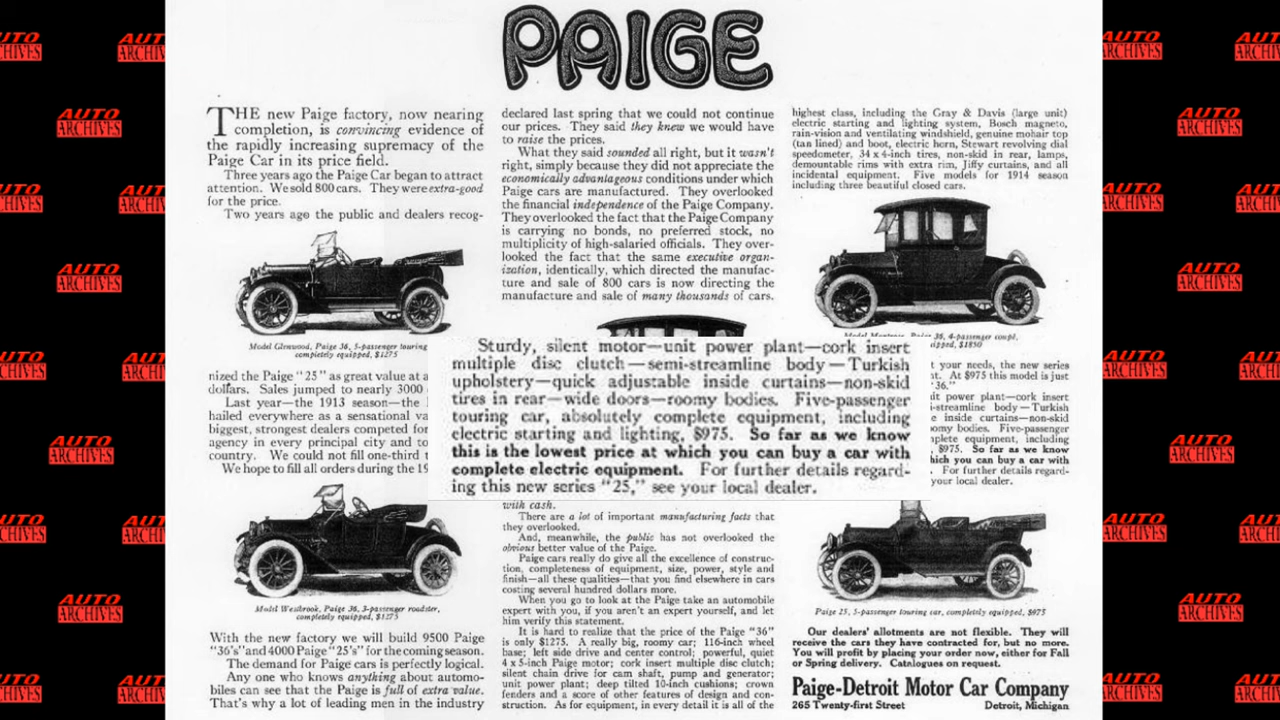 PAIGE
THE new Paige factory, now nearing
completion, is convincing evidence of
the rapidly increasing supremacy of the
Paige Car in its price field.
Three years ago the Paige Car began to attract
attention. We sold 800 cars. They were extra-good
for the price.
Two years ago the public and dealers recog-
Model Glenwood, Paige 36, 5-passenger touring
completely equipped, $1275
nized the Paige "25" as great value at a
dollars. Sales jumped to nearly 3000
Last year—the 1913 season—the
hailed everywhere as a sensational va
biggest, strongest dealers competed for
agency in every principal city and to
country. We could not fill one-third
We hope to fill all orders during the 19
Model Westbrook, Paige 36, 3-passenger roadster,
completely equipped, $1275
With the new factory we will build 9500 Paige
"36's" and 4000 Paige "25's" for the coming season.
The demand for Paige cars is perfectly logical.
Any one who knows anything about automo-
biles can see that the Paige is full of extra value.
That's why a lot of leading men in the industry
declared last spring that we could not continue
our prices. They said they knew we would have
to raise the prices.
What they said sounded all right, but it wasn't
right, simply because they did not appreciate the
economically advantageous conditions under which
Paige cars are manufactured. They overlooked
the financial independence of the Paige Company.
They overlooked the fact that the Paige Company
is carrying no bonds, no preferred stock, no
multiplicity of high-salaried officials. They over-
looked the fact that the same executive organ-
ization, identically, which directed the manufac-
ture and sale of 800 cars is now directing the
manufacture and sale of many thousands of cars.
Sturdy, silent motor—unit power plant—cork insert
multiple disc clutch—semi-streamline body—Turkish
upholstery—quick adjustable inside curtains—non-skid
tires in rear—wide doors—roomy bodies. Five-passenger
touring car, absolutely complete equipment, including
electric starting and lighting, $975. So far as we know
this is the lowest price at which you can buy a car with
complete electric equipment. For further details regard-
ing this new series "25," see your local dealer.
with cash.
There are a lot of important manufacturing facts that
they overlooked.
And, meanwhile, the public has not overlooked the
obvious better value of the Paige.
Paige cars really do give all the excellence of construc-
tion, completeness of equipment, size, power, style and
finish—all these qualities—that you find elsewhere in cars
costing several hundred dollars more.
When you go to look at the Paige take an automobile
expert with you, if you aren't an expert yourself, and let
him verify this statement.
It is hard to realize that the price of the Paige "36"
is only $1275. A really big, roomy car; 116-inch wheel
base; left side drive and center control; powerful, quiet
4 x 5-inch Paige motor; cork insert multiple disc clutch;
silent chain drive for cam shaft, pump and generator;
unit power plant; deep tilted 10-inch cushions; crown
fenders and a score of other features of design and con-
struction. As for equipment, in every detail it is all of the
highest class, including the Gray & Davis (large unit)
electric starting and lighting system, Bosch magneto,
rain-vision and ventilating windshield, genuine mohair top
(tan lined) and boot, electric horn, Stewart revolving dial
speedometer, 34 x 4-inch tires, non-skid in rear, lamps,
demountable rims with extra rim, Jiffy curtains, and all
incidental equipment. Five models for 1914 season
including three beautiful closed cars.
Model Montrose, Paige 36, 4-passenger coupé,
ipped, $1850
t your needs, the new series
nt. At $975 this model is just
"36."
it power plant—cork insert
i-streamline body—Turkish
e inside curtains—non-skid
omy bodies. Five-passenger
plete equipment, including
, $975. So far as we know
hich you can buy a car with
. For further details regard-
your local dealer.
Paige 25, 5-passenger touring car, completely equipped, $975
Our dealers' allotments are not flexible. They will
receive the cars they have contracted for, but no more.
You will profit by placing your order now, either for Fall
or Spring delivery. Catalogues on request.
Paige-Detroit Motor Car Company
265 Twenty-first Street Detroit, Michigan
AUTO
ARCHIVES